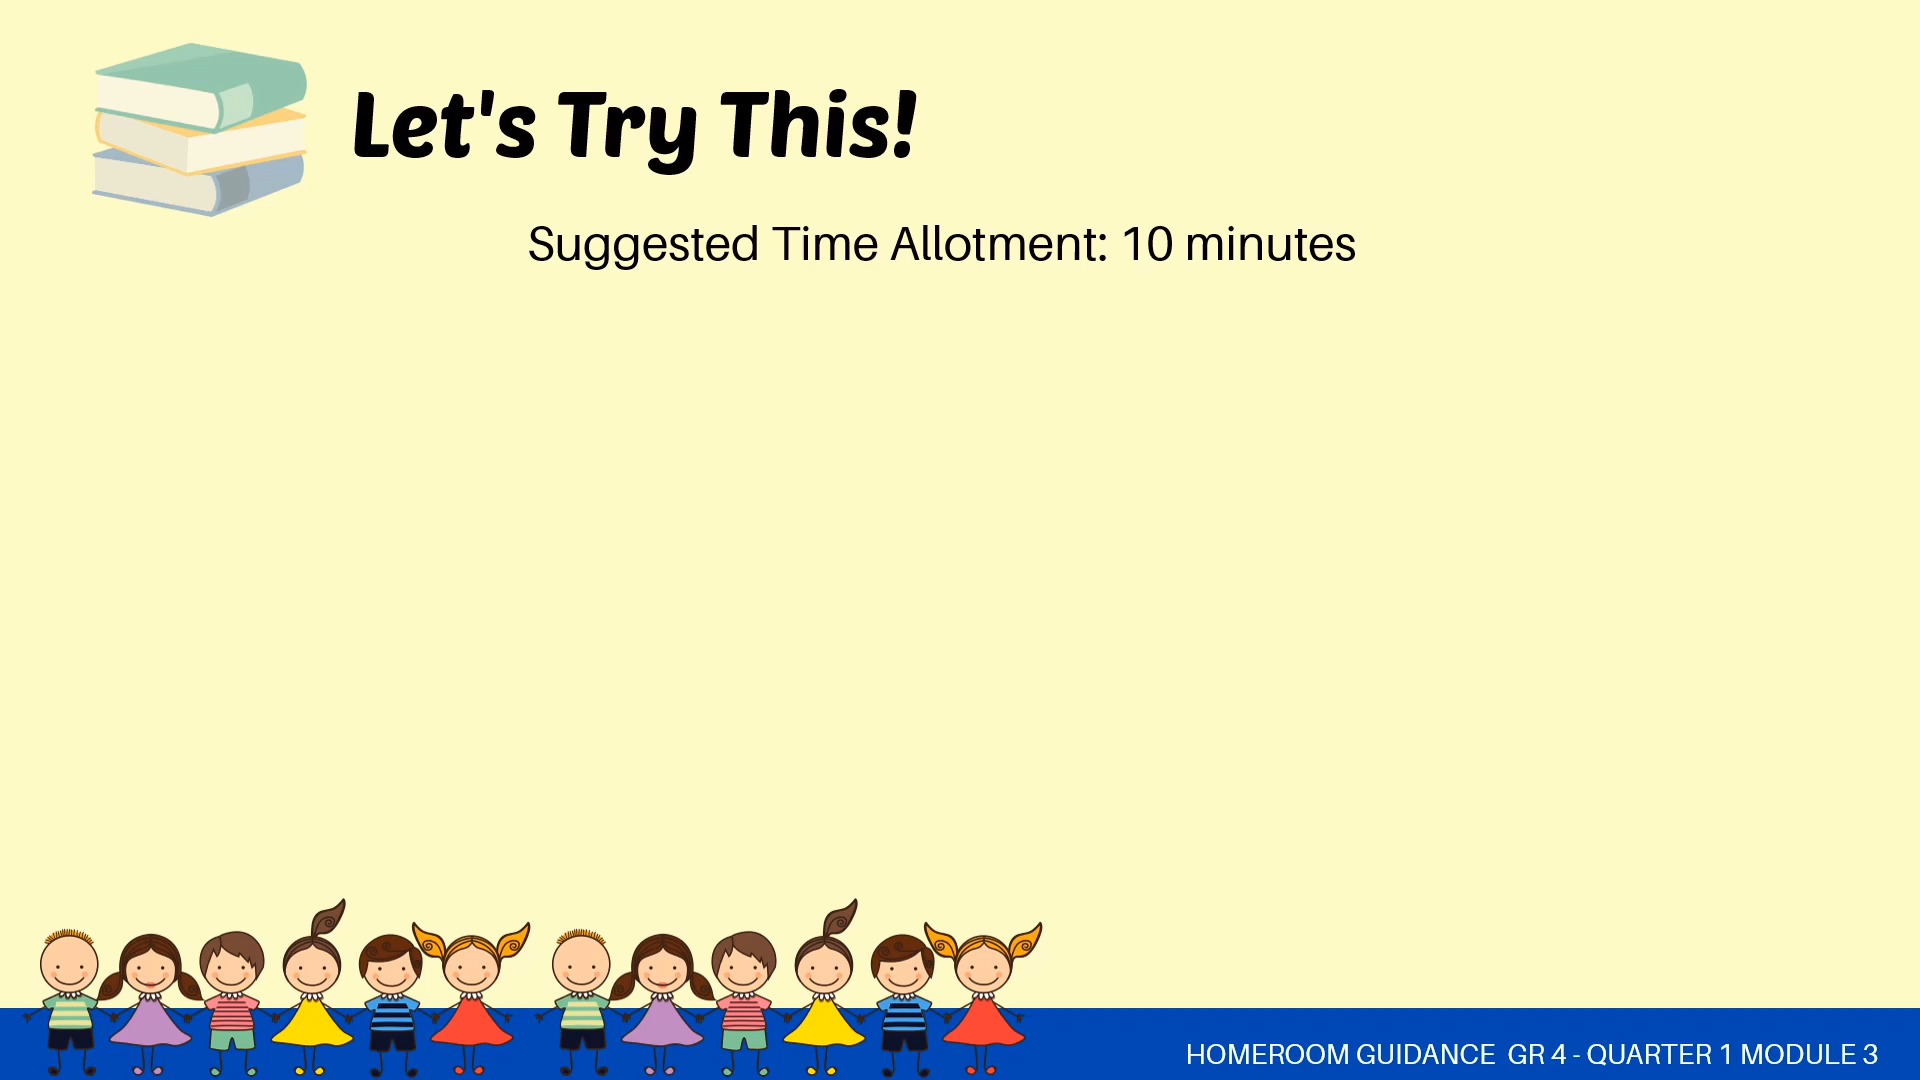 Let's Try This!
Suggested Time Allotment: 10 minutes
HOMEROOM GUIDANCE  GR 4 - QUARTER 1 MODULE 3